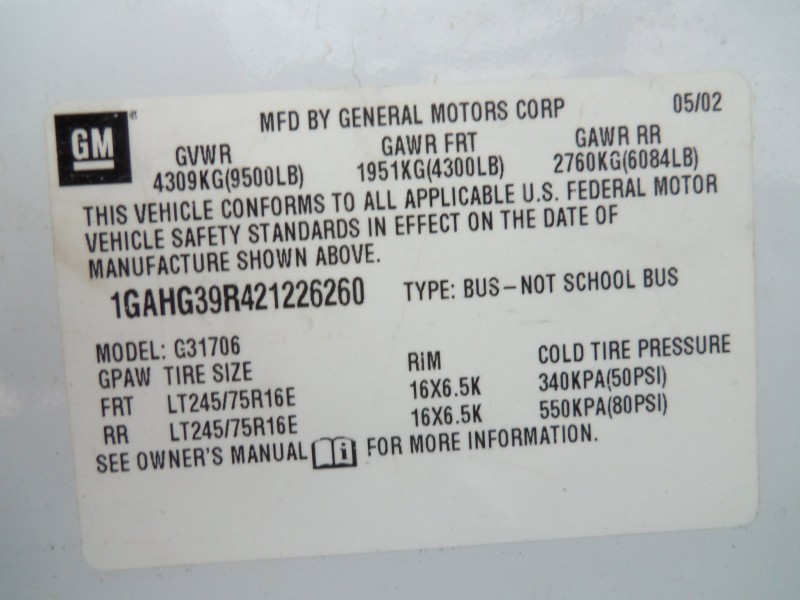 GM
MFD BY GENERAL MOTORS CORP 05/02
GVWR GAWR FRT GAWR RR
4309KG(9500LB) 1951KG(4300LB) 2760KG(6084LB)
THIS VEHICLE CONFORMS TO ALL APPLICABLE U.S. FEDERAL MOTOR
VEHICLE SAFETY STANDARDS IN EFFECT ON THE DATE OF
MANUFACTURE SHOWN ABOVE.
1GAHG39R421226260 TYPE: BUS-NOT SCHOOL BUS
MODEL: G31706
GPAW TIRE SIZE RiM COLD TIRE PRESSURE
FRT LT245/75R16E 16X6.5K 340KPA(50PSI)
RR LT245/75R16E 16X6.5K 550KPA(80PSI)
SEE OWNER'S MANUAL i FOR MORE INFORMATION.